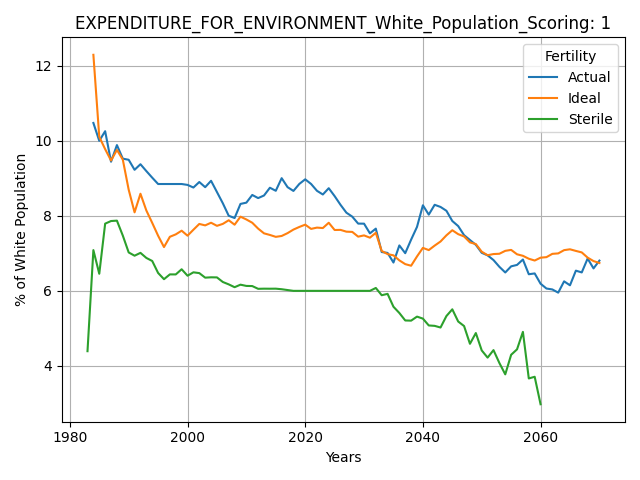 EXPENDITURE_FOR_ENVIRONMENT_White_Population_Scoring: 1
Fertility
Actual
Ideal
Sterile
% of White Population
12
10
8
6
4
1980
2000
2020
2040
2060
Years